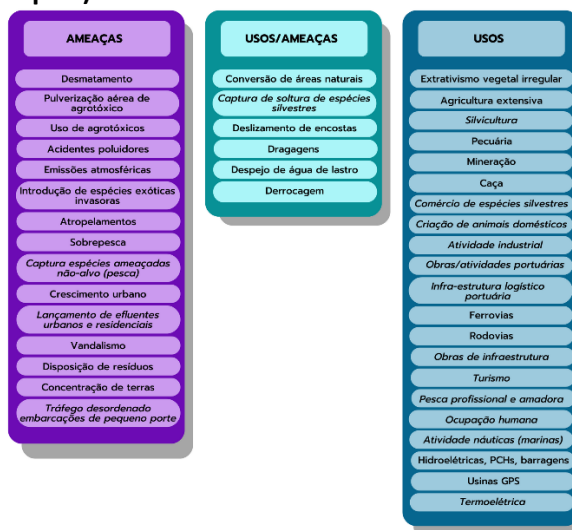 AMEAÇAS
Desmatamento
Pulverização aérea de
agrotóxico
Uso de agrotóxicos
Acidentes poluidores
Emissões atmosféricas
Introdução de espécies exóticas
invasoras
Atropelamentos
Sobrepesca
Captura espécies ameaçadas
não-alvo (pesca)
Crescimento urbano
Lançamento de efluentes
urbanos e residenciais
Vandalismo
Disposição de resíduos
Concentração de terras
Tráfego desordenado
embarcações de pequeno porte
USOS/AMEAÇAS
Conversão de áreas naturais
Captura de soltura de espécies
silvestres
Deslizamento de encostas
Dragagens
Despejo de água de lastro
Derrocagem
USOS
Extrativismo vegetal irregular
Agricultura extensiva
Silvicultura
Pecuária
Mineração
Caça
Comércio de espécies silvestres
Criação de animais domésticos
Atividade industrial
Obras/atividades portuárias
Infra-estrutura logístico
portuária
Ferrovias
Rodovias
Obras de infraestrutura
Turismo
Pesca profissional e amadora
Ocupação humana
Atividade náuticas (marinas)
Hidroelétricas, PCHs, barragens
Usinas GPS
Termoelétrica